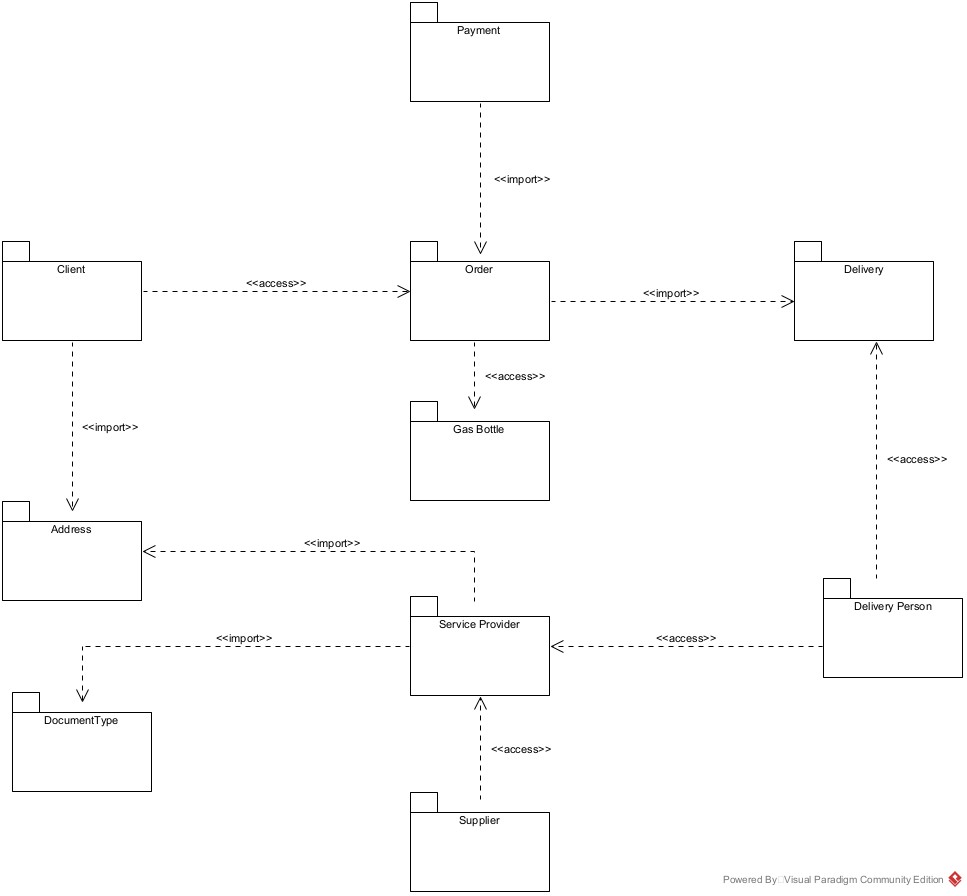 Payment
<<import>>
Client
Order
Delivery
<<access>>
<<import>>
<<access>>
<<import>>
Gas Bottle
<<access>>
Address
<<import>>
Delivery Person
Service Provider
<<import>>
<<access>>
DocumentType
<<access>>
Supplier
Powered By Visual Paradigm Community Edition